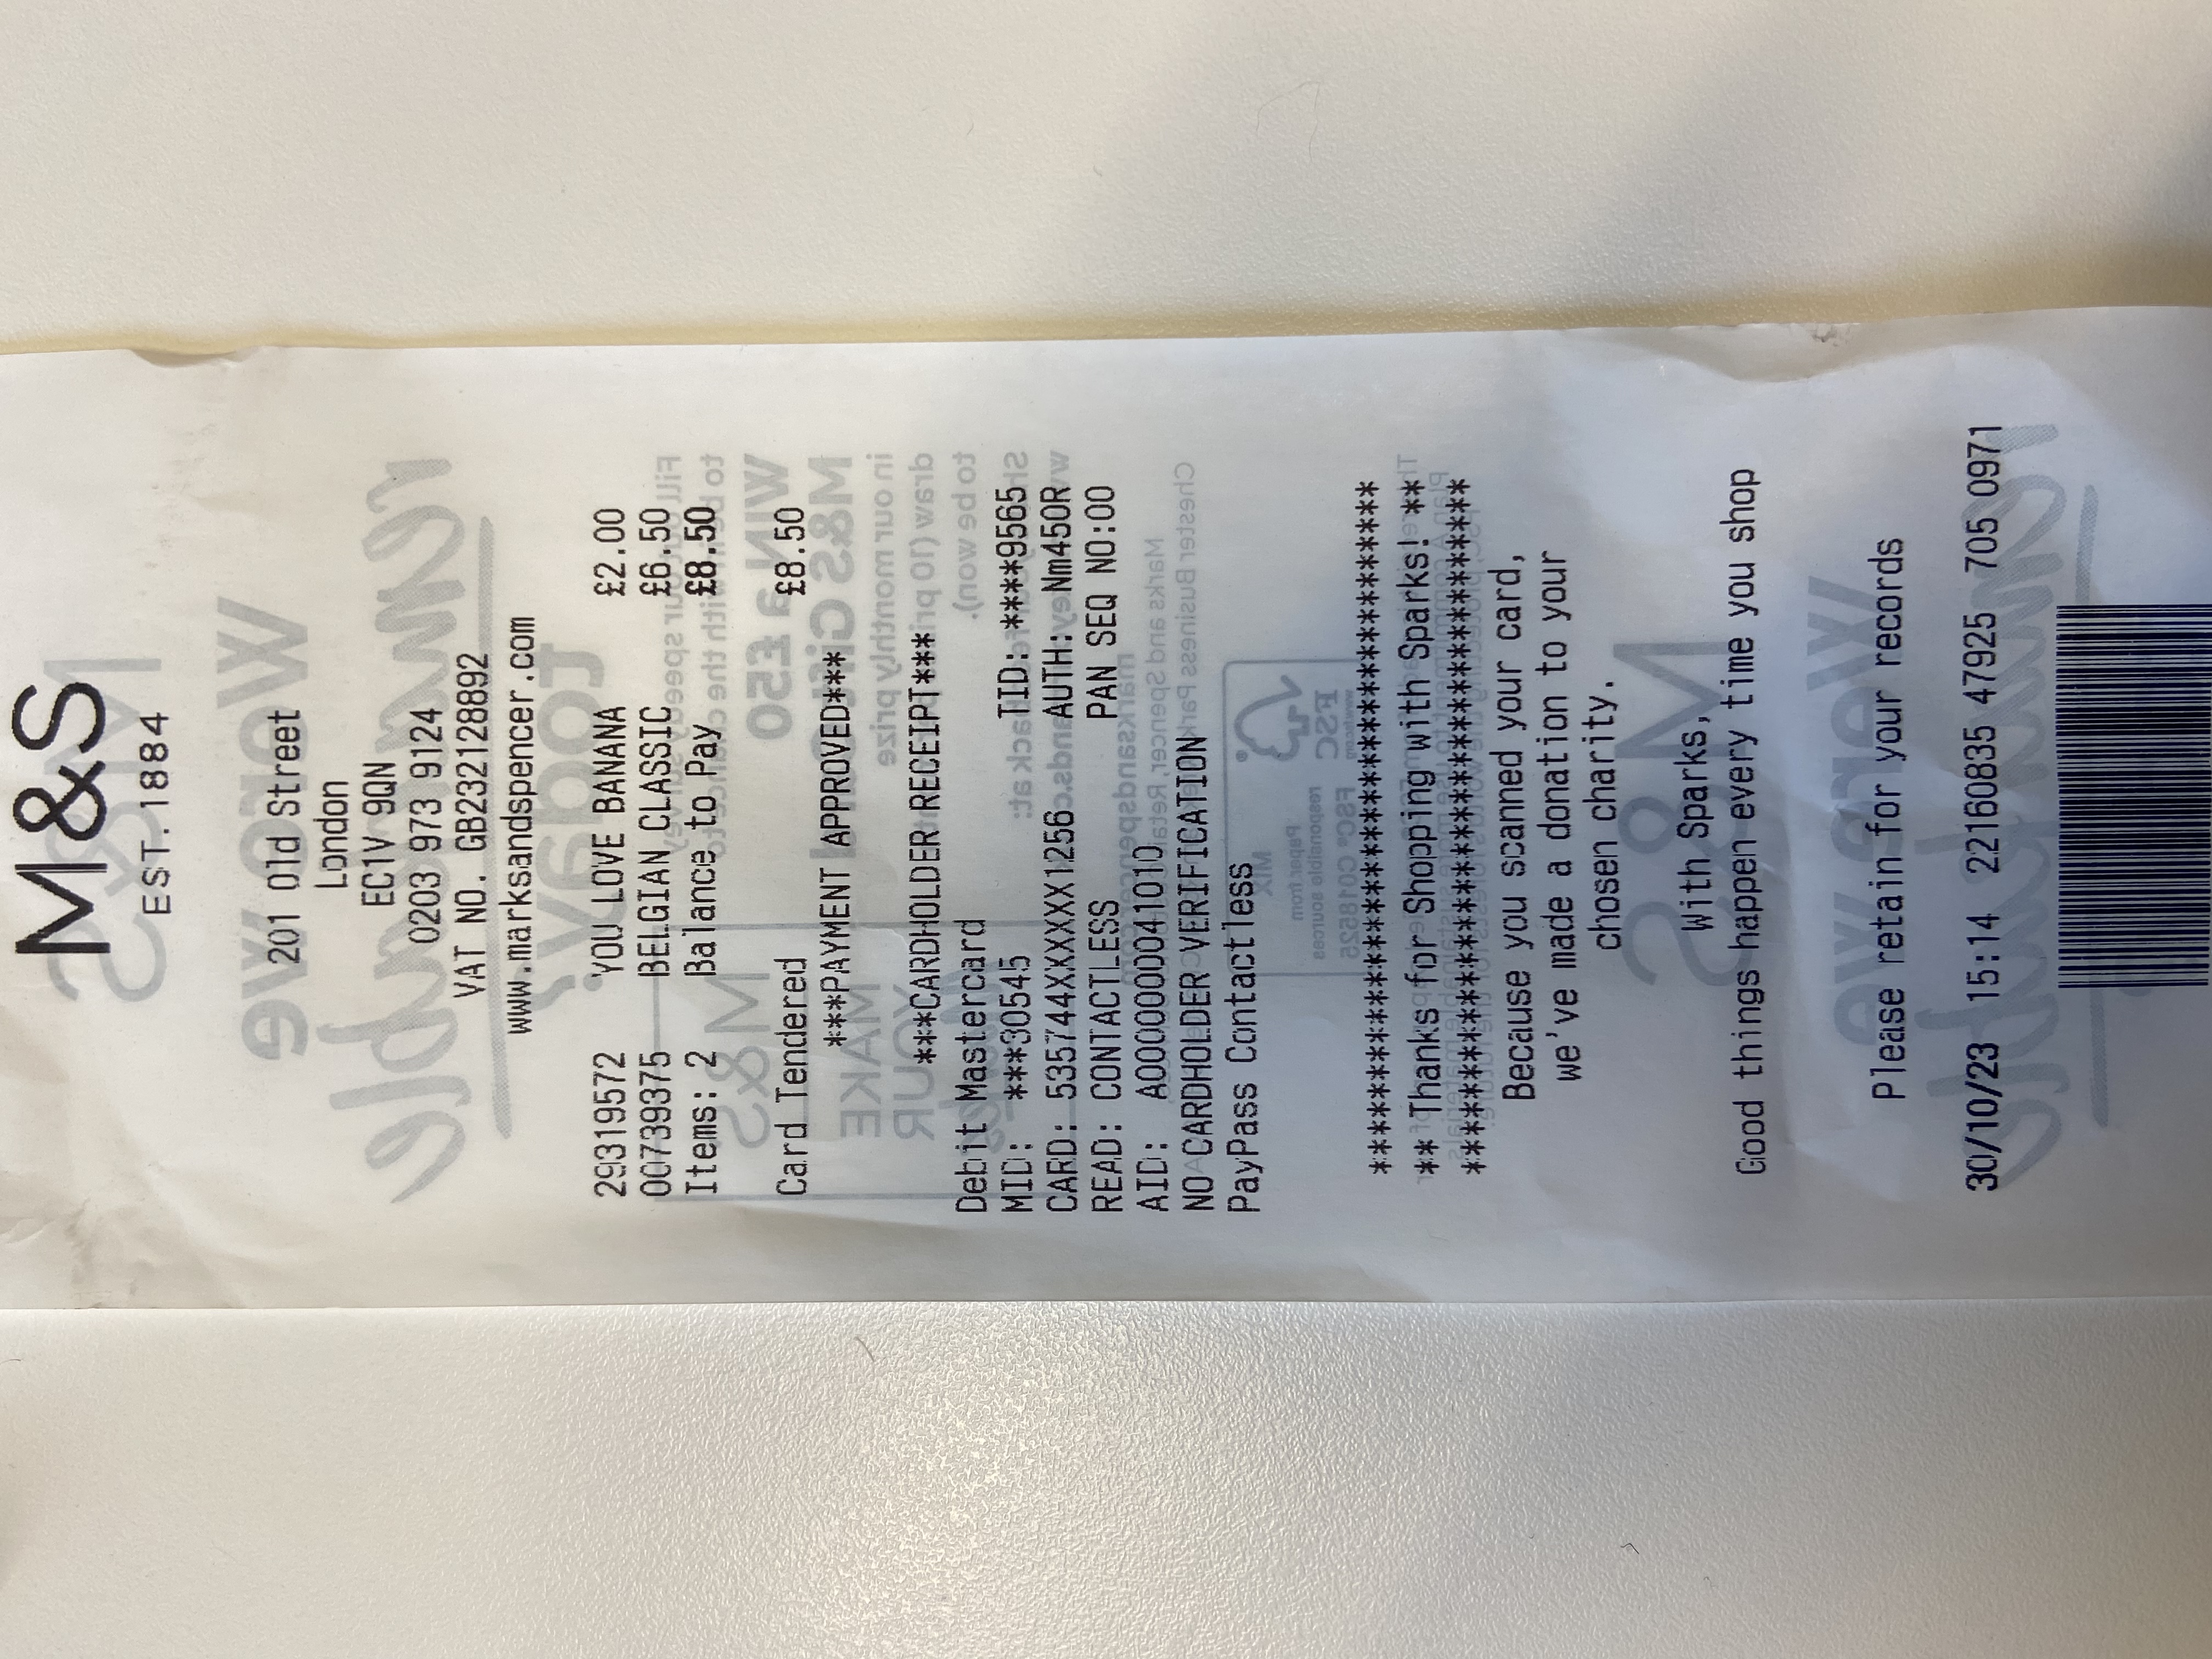 M&S
EST.1884
201 Old Street
London
EC1V 9QN
0203 973 9124
VAT NO. GB232128892
www.marksandspencer.com
29319572 YOU LOVE BANANA £2.00
00739375 BELGIAN CLASSIC £6.50
Items: 2 Balance to Pay £8.50
Card Tendered £8.50
***PAYMENT APPROVED***
***CARDHOLDER RECEIPT***
Debit Mastercard
MID: ***30545 TID: ****9565
CARD: 535744XXXXXX1256 AUTH: Nm450R
READ: CONTACTLESS PAN SEQ NO:00
AID: A0000000041010
NO CARDHOLDER VERIFICATION
PayPass Contactless
** Thanks for Shopping with Sparks! **
Because you scanned your card,
we've made a donation to your
chosen charity.
With Sparks,
Good things happen every time you shop
Please retain for your records
30/10/23 15:14 22160835 47925 705 0971